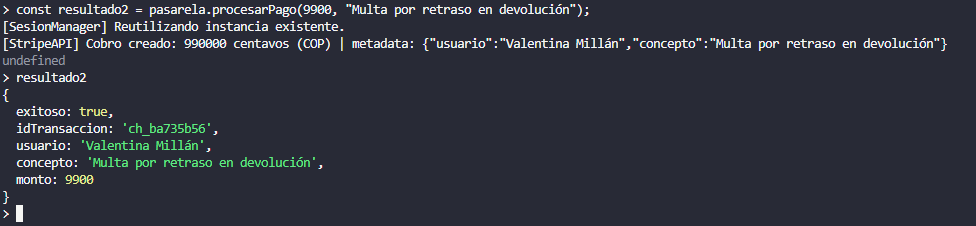 > const resultado2 = pasarela.procesarPago(9900, "Multa por retraso en devolución");
[SesionManager] Reutilizando instancia existente.
[StripeAPI] Cobro creado: 990000 centavos (COP) | metadata: {"usuario":"Valentina Millán","concepto":"Multa por retraso en devolución"}
undefined
> resultado2
{
  exitoso: true,
  idTransaccion: 'ch_ba735b56',
  usuario: 'Valentina Millán',
  concepto: 'Multa por retraso en devolución',
  monto: 9900
}
>